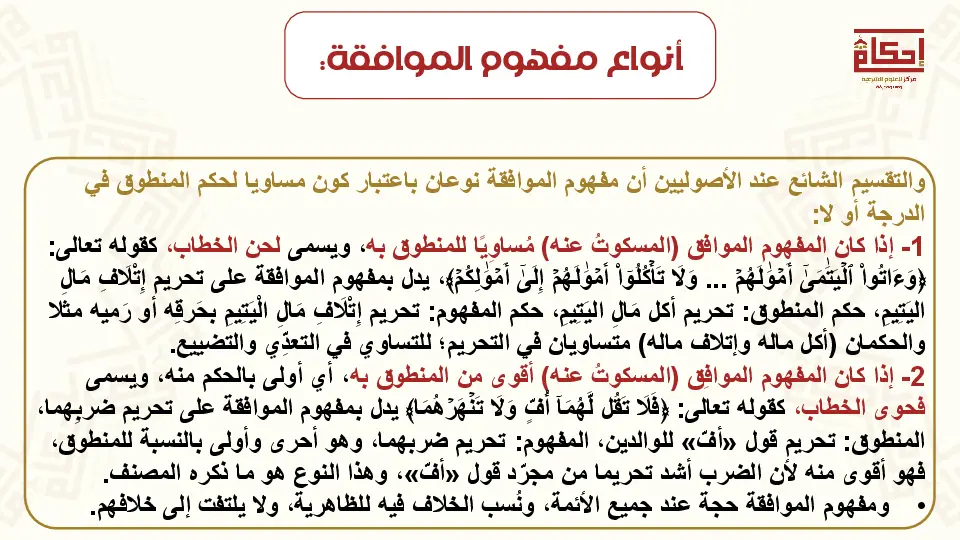 أنواع مفهوم الموافقة:
إحكام
مركز للعلوم الشرعية
والتقسيم الشائع عند الأصوليين أن مفهوم الموافقة نوعان باعتبار كون مساويا لحكم المنطوق في
الدرجة أو لا:
1- إذا كان المفهوم الموافق (المسكوتُ عنه) مُساوِيًا للمنطوق به، ويسمى لحن الخطاب، كقوله تعالى:
﴿وَءَاتُواْ ٱلۡيَتَٰمَىٰٓ أَمۡوَٰلَهُمۡ ... وَلَا تَأۡكُلُوٓاْ أَمۡوَٰلَهُمۡ إِلَىٰٓ أَمۡوَٰلِكُمۡ﴾، يدل بمفهوم الموافقة على تحريم إِتْلَافِ مَالِ
اليَتِيمِ، حكم المنطوق: تحريم أكل مَالِ اليَتِيمِ، حكم المفهوم: تحريم إِتْلَافِ مَالِ الْيَتِيمِ بحَرقِه أو رَميه مثلا
والحكمان (أكل ماله وإتلاف ماله) متساويان في التحريم؛ للتساوي في التعدّي والتضييع.
2- إذا كان المفهوم الموافِق (المسكوتُ عنه) أقوى من المنطوق به، أي أولى بالحكم منه، ويسمى
فحوى الخطاب، كقوله تعالى: ﴿فَلَا تَقُل لَّهُمَآ أُفّٖ وَلَا تَنۡهَرۡهُمَا﴾ يدل بمفهوم الموافقة على تحريم ضربِهما،
المنطوق: تحريم قول «أفّ» للوالدين، المفهوم: تحريم ضربهما، وهو أحرى وأولى بالنسبة للمنطوق،
فهو أقوى منه لأن الضرب أشد تحريما من مجرّد قول «أفّ»، وهذا النوع هو ما ذكره المصنف.
• ومفهوم الموافقة حجة عند جميع الأئمة، ونُسب الخلاف فيه للظاهرية، ولا يلتفت إلى خلافهم.